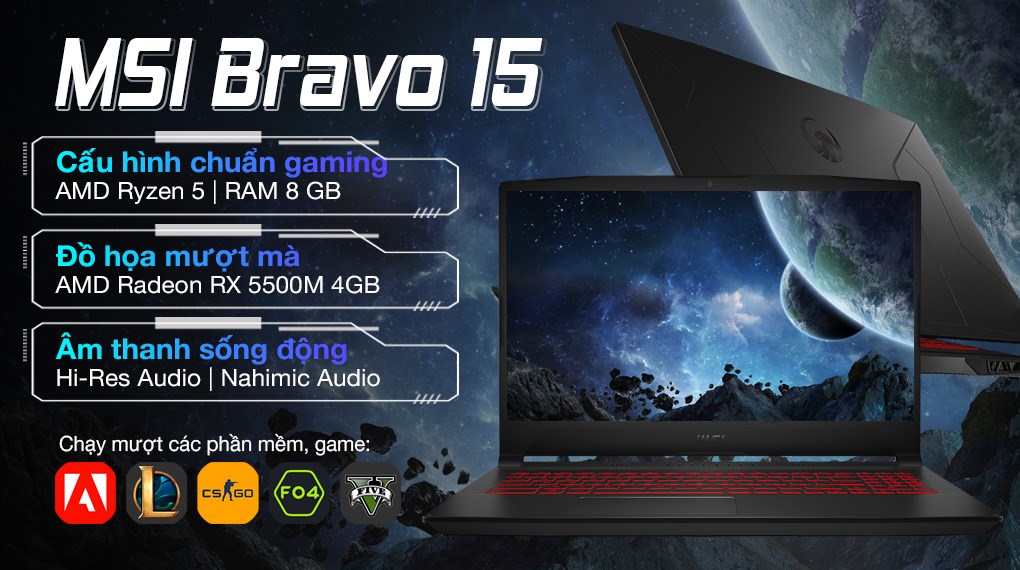 MSI Bravo 15
Cấu hình chuẩn gaming
AMD Ryzen 5 | RAM 8 GB
Đồ họa mượt mà
AMD Radeon RX 5500M 4GB
Âm thanh sống động
Hi-Res Audio | Nahimic Audio
Chạy mượt các phần mềm, game:
L
CS GO
FO4
V
FIVE
msi